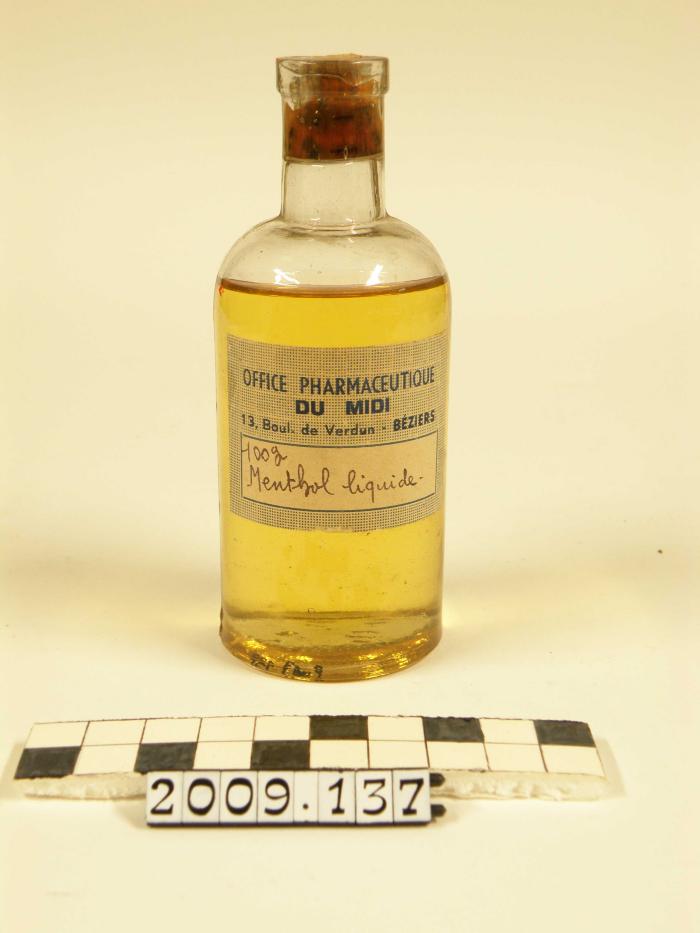 OFFICE PHARMACEUTIQUE
DU MIDI
13, Boul. de Verdun - BÉZIERS
100g
Menthol liquide-
2009.137